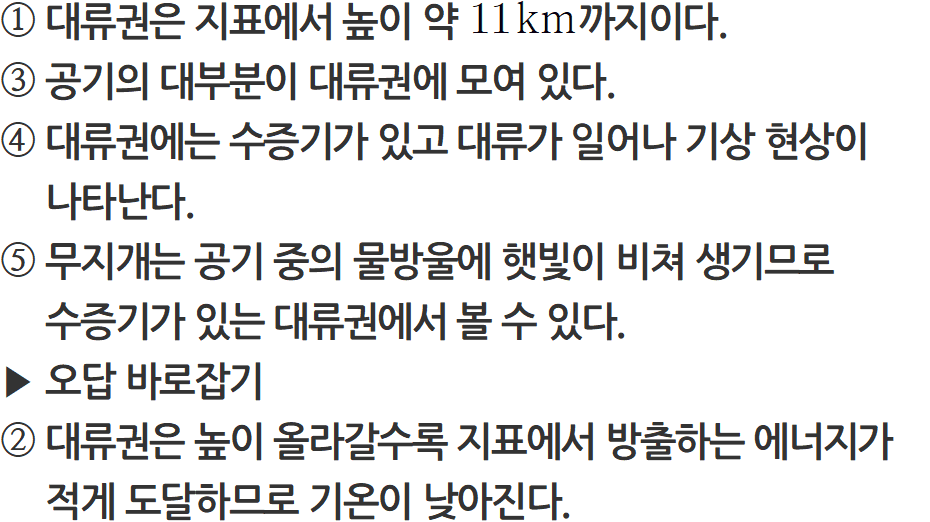 ① 대류권은 지표에서 높이 약 11 km까지이다.
③ 공기의 대부분이 대류권에 모여 있다.
④ 대류권에는 수증기가 있고 대류가 일어나 기상 현상이
나타난다.
⑤ 무지개는 공기 중의 물방울에 햇빛이 비쳐 생기므로
수증기가 있는 대류권에서 볼 수 있다.
▶ 오답 바로잡기
② 대류권은 높이 올라갈수록 지표에서 방출하는 에너지가
적게 도달하므로 기온이 낮아진다.